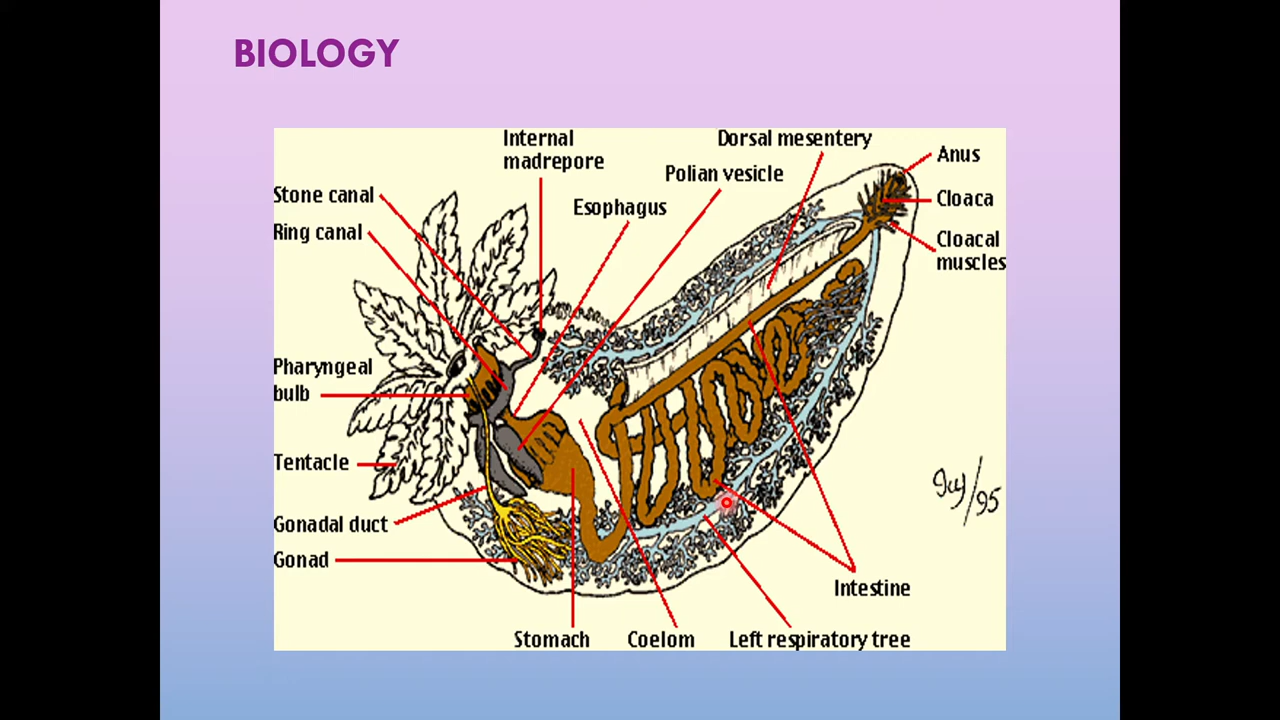 BIOLOGY
Internal
madrepore
Dorsal mesentery
Anus
Polian vesicle
Stone canal
Cloaca
Esophagus
Ring canal
Cloacal
muscles
Pharyngeal
bulb
Tentacle
Gonadal duct
Gonad
Intestine
Stomach
Coelom
Left respiratory tree